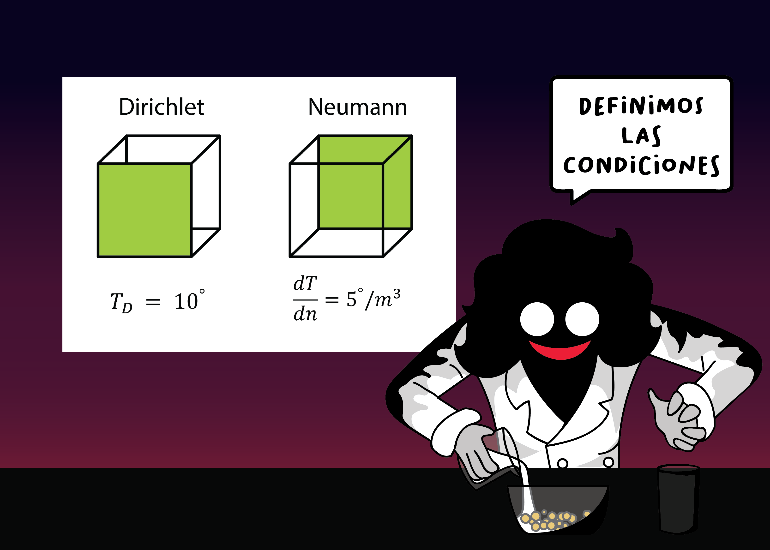 Dirichlet Neumann
DEFINIMOS
LAS
CONDICIONES
T_D = 10°
dT/dn = 5°/m³